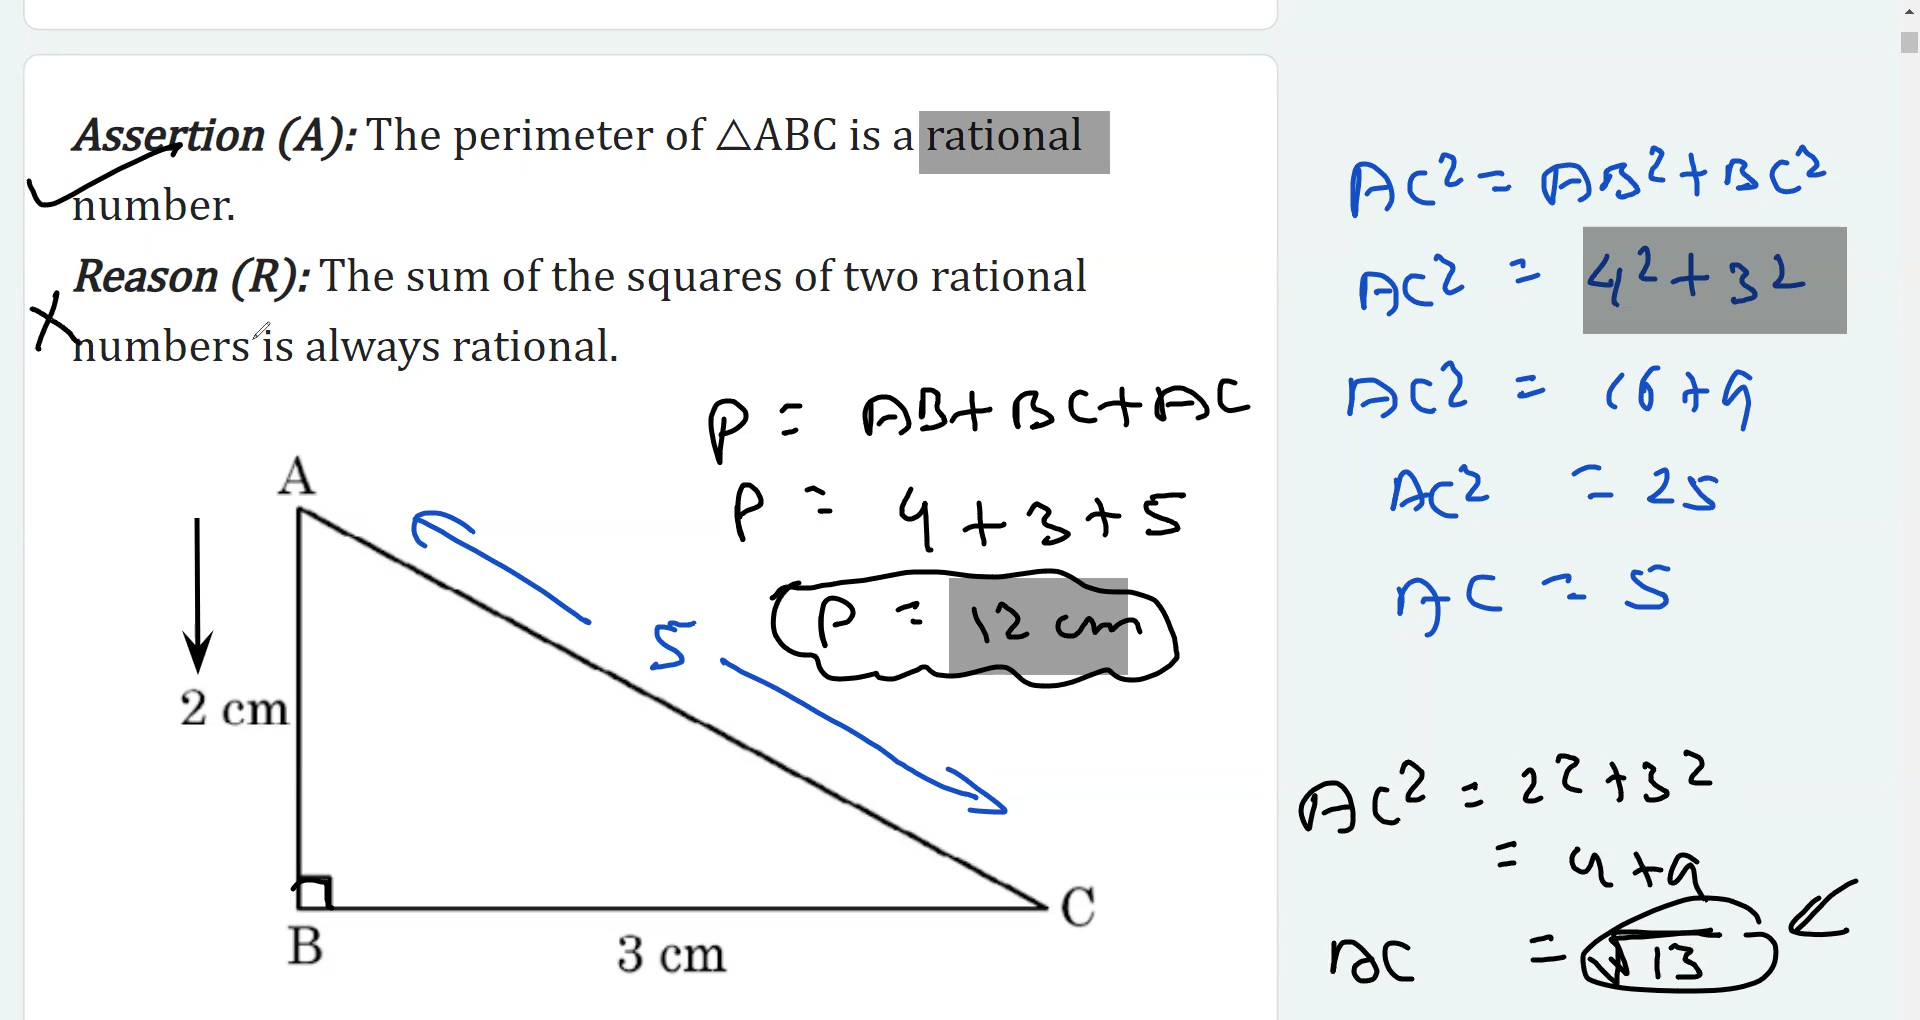 Assertion (A): The perimeter of △ABC is a rational
number.
Reason (R): The sum of the squares of two rational
numbers is always rational.
P = AB+BC+AC
P = 4+3+5
P = 12 cm
A
5
2 cm
B
C
3 cm
AC² = AB²+BC²
AC² = 4²+3²
AC² = 16+9
AC² = 25
AC = 5
AC² = 2²+3²
= 4+9
AC = √13